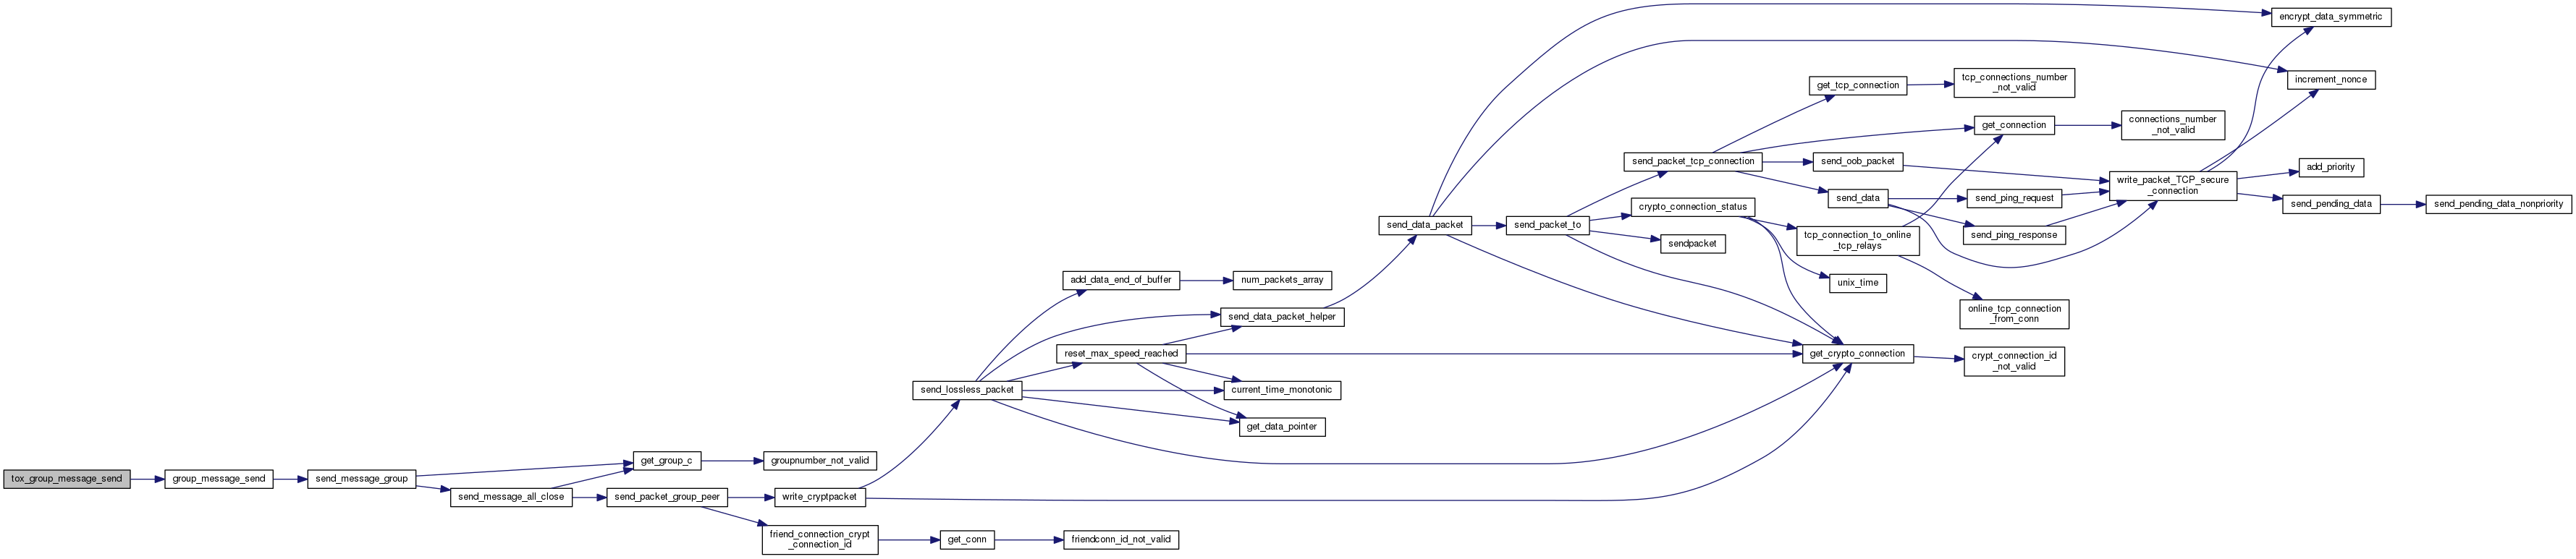 encrypt_data_symmetric
increment_nonce
tcp_connections_number
_not_valid
get_tcp_connection
connections_number
_not_valid
get_connection
send_packet_tcp_connection
send_oob_packet
add_priority
write_packet_TCP_secure
_connection
send_data
send_ping_request
send_pending_data
send_pending_data_nonpriority
crypto_connection_status
send_data_packet
send_packet_to
send_ping_response
tcp_connection_to_online
_tcp_relays
sendpacket
add_data_end_of_buffer
num_packets_array
unix_time
online_tcp_connection
_from_conn
send_data_packet_helper
reset_max_speed_reached
get_crypto_connection
crypt_connection_id
_not_valid
send_lossless_packet
current_time_monotonic
get_data_pointer
get_group_c
groupnumber_not_valid
tox_group_message_send
group_message_send
send_message_group
send_message_all_close
send_packet_group_peer
write_cryptpacket
friend_connection_crypt
_connection_id
get_conn
friendconn_id_not_valid